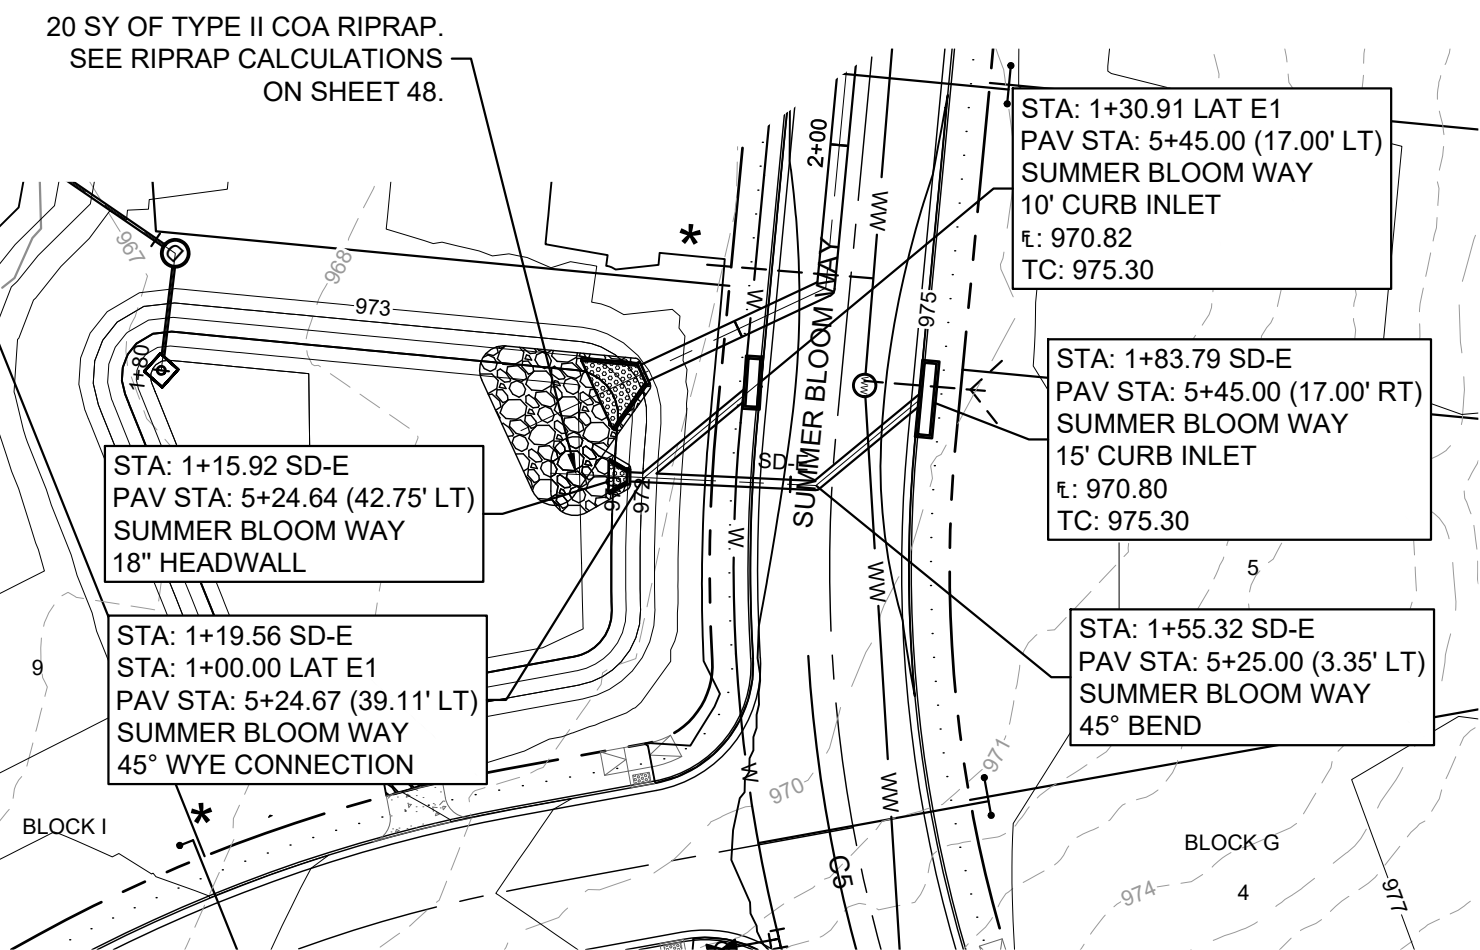 20 SY OF TYPE II COA RIPRAP.
SEE RIPRAP CALCULATIONS
ON SHEET 48.
STA: 1+30.91 LAT E1
PAV STA: 5+45.00 (17.00' LT)
SUMMER BLOOM WAY
10' CURB INLET
FL: 970.82
TC: 975.30
2+00
967
968
973
975
1+80
*
W
WW
SUMMER BLOOM WAY
STA: 1+83.79 SD-E
PAV STA: 5+45.00 (17.00' RT)
SUMMER BLOOM WAY
15' CURB INLET
FL: 970.80
TC: 975.30
WW
SD-E
STA: 1+15.92 SD-E
PAV STA: 5+24.64 (42.75' LT)
SUMMER BLOOM WAY
18" HEADWALL
972
W
WW
5
STA: 1+19.56 SD-E
STA: 1+00.00 LAT E1
PAV STA: 5+24.67 (39.11' LT)
SUMMER BLOOM WAY
45° WYE CONNECTION
STA: 1+55.32 SD-E
PAV STA: 5+25.00 (3.35' LT)
SUMMER BLOOM WAY
45° BEND
9
971
970
W
WW
*
BLOCK I
BLOCK G
C5
974
4
977